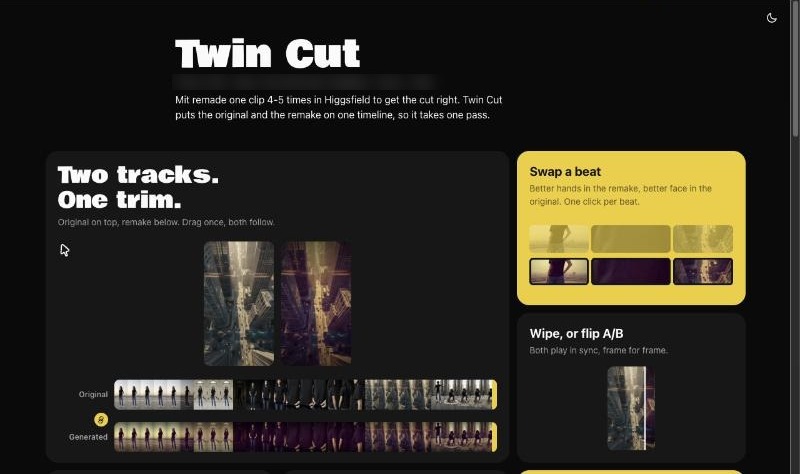 Twin Cut
Mit remade one clip 4-5 times in Higgsfield to get the cut right. Twin Cut
puts the original and the remake on one timeline, so it takes one pass.
Two tracks.
One trim.
Original on top, remake below. Drag once, both follow.
Original
Generated
Swap a beat
Better hands in the remake, better face in the
original. One click per beat.
Wipe, or flip A/B
Both play in sync, frame for frame.